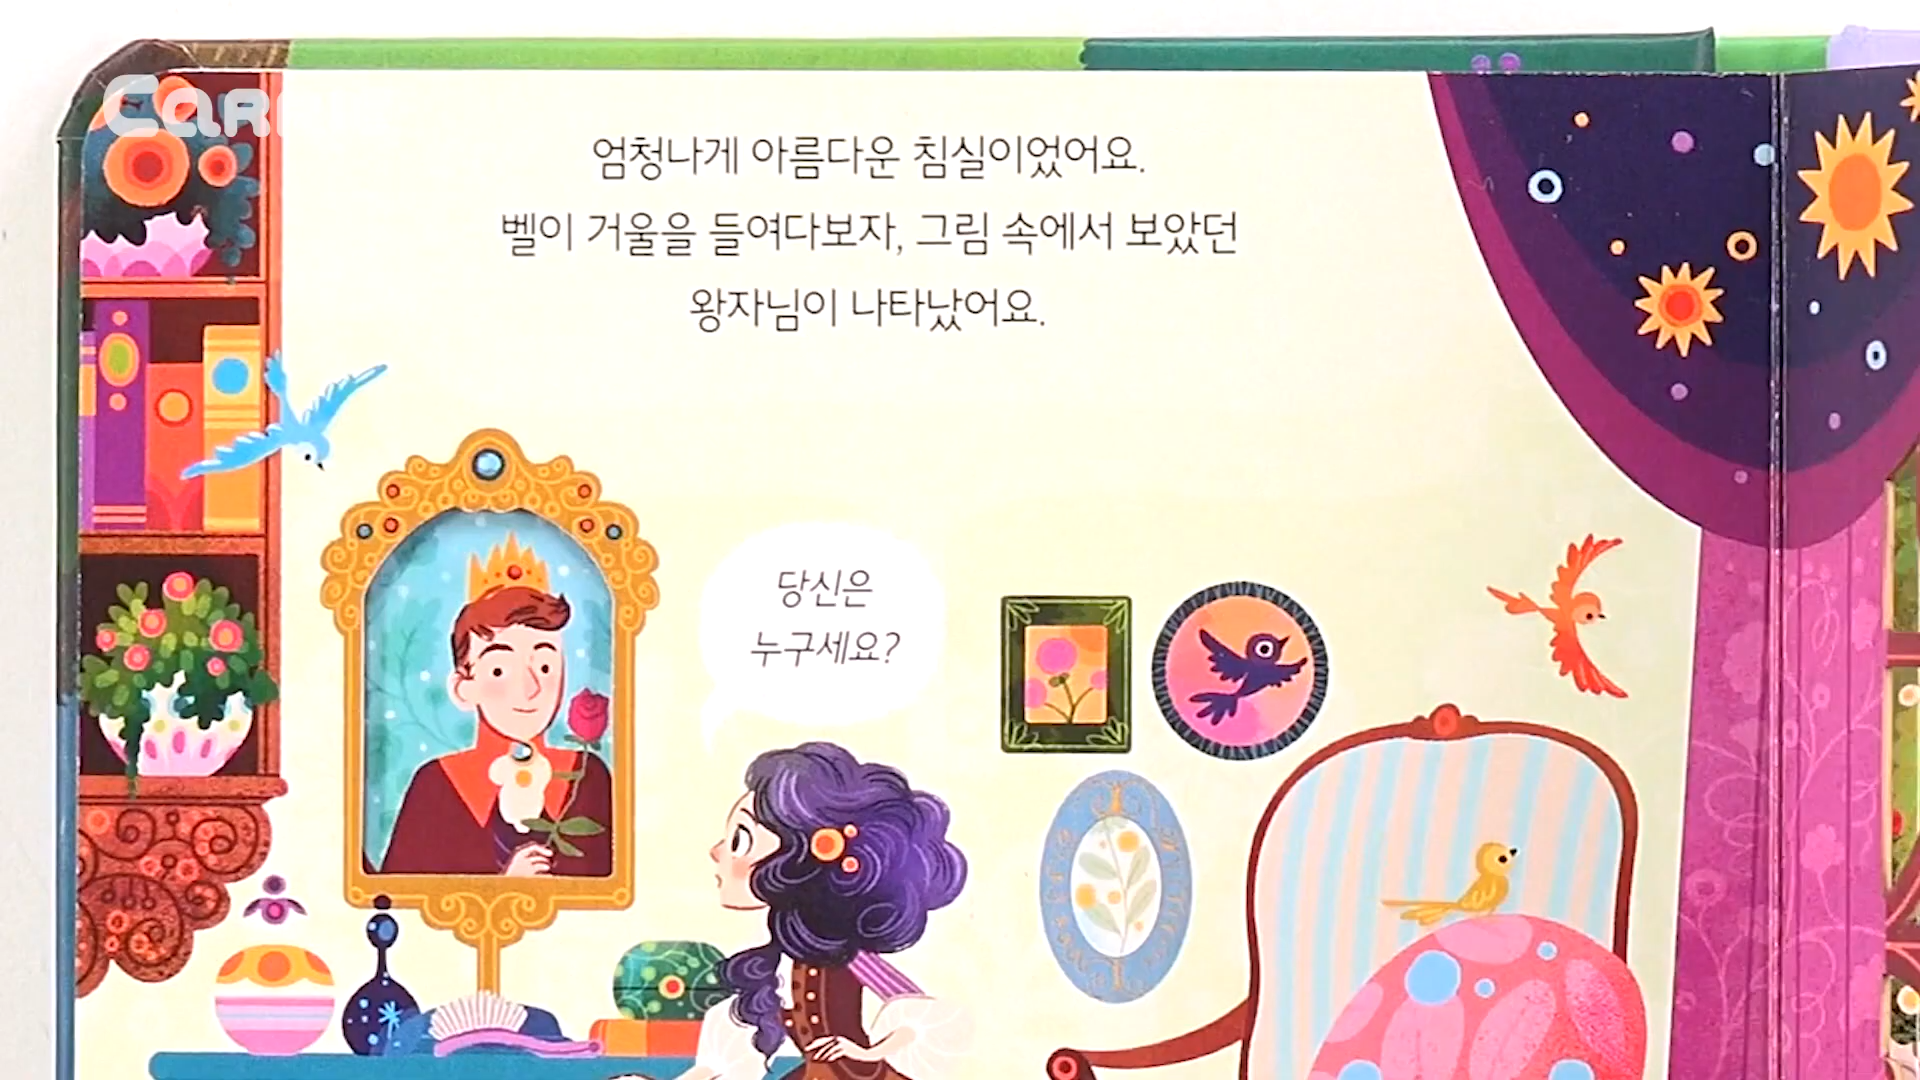 엄청나게 아름다운 침실이었어요.
벨이 거울을 들여다보자, 그림 속에서 보았던
왕자님이 나타났어요.
당신은
누구세요?